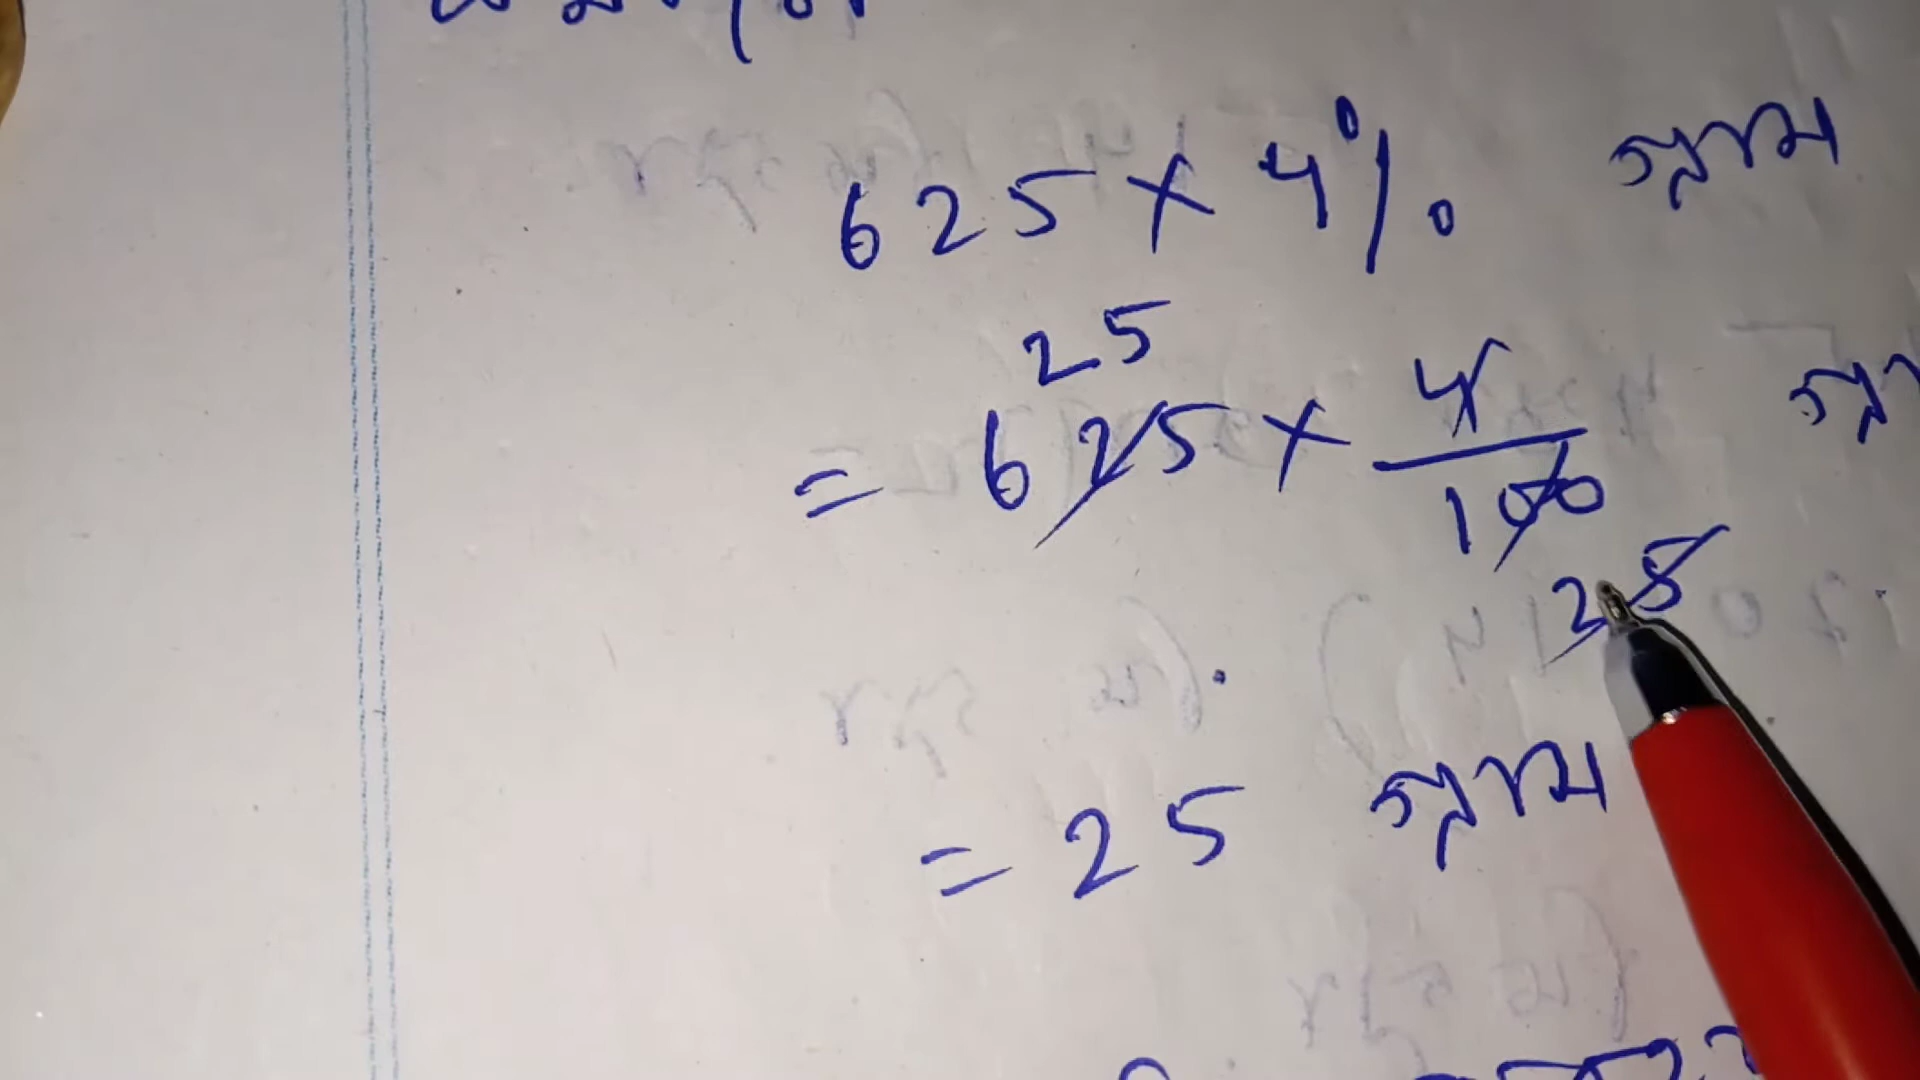 625 × 4% গ্রাম
25
= 625 × 4/100
25
= 25 গ্রাম